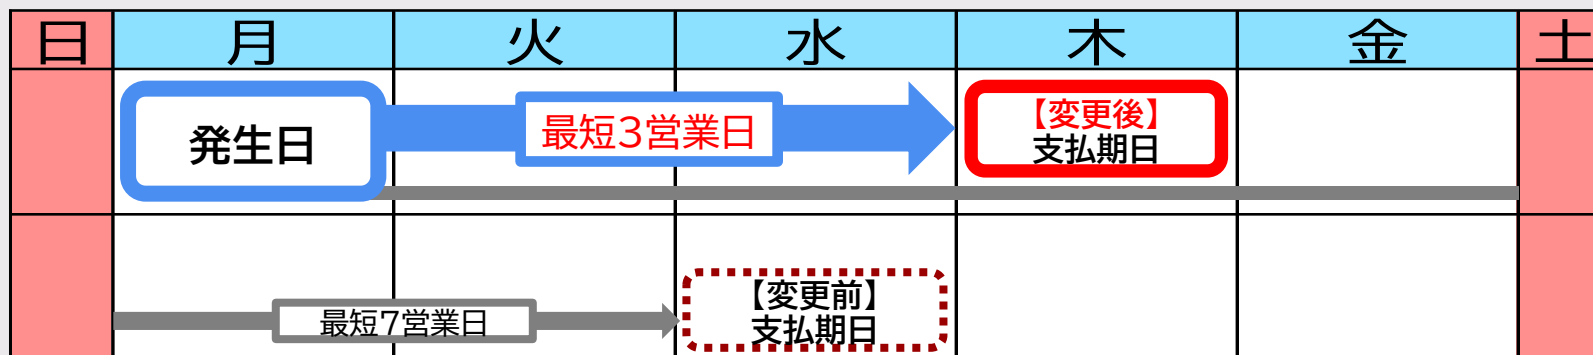 日 月 火 水 木 金 土
発生日
最短3営業日
【変更後】
支払期日
最短7営業日
【変更前】
支払期日